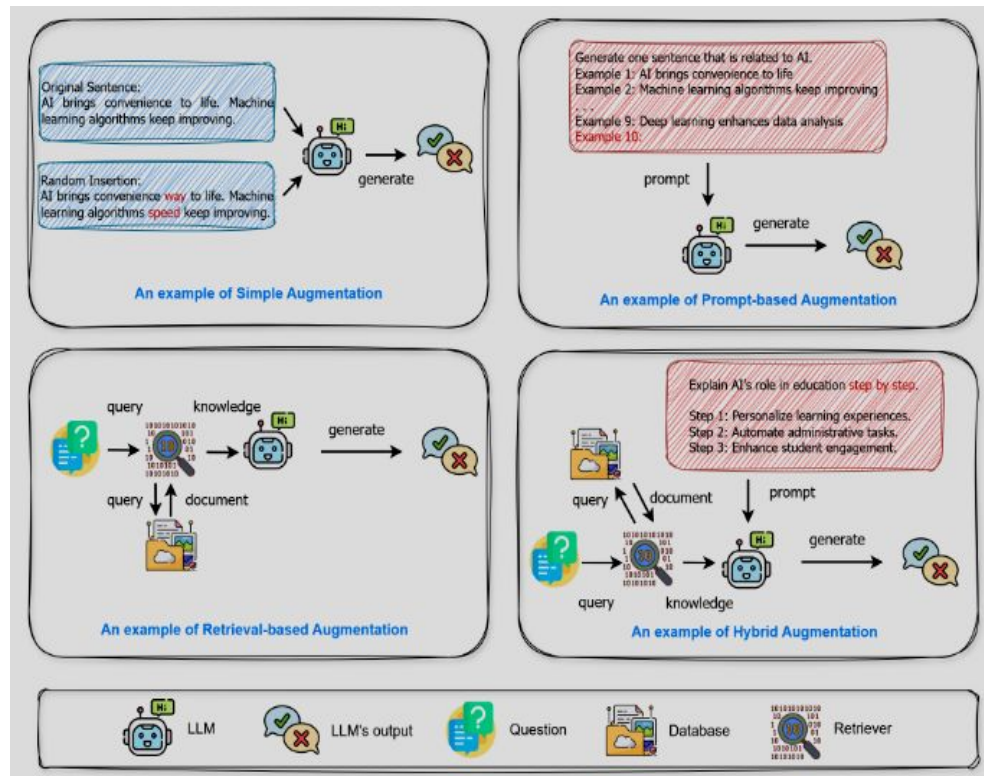 Original Sentence:
AI brings convenience to life. Machine
learning algorithms keep improving.
Hi
generate
Random Insertion:
AI brings convenience way to life. Machine
learning algorithms speed keep improving.
An example of Simple Augmentation
Generate one sentence that is related to AI.
Example 1: AI brings convenience to life
Example 2: Machine learning algorithms keep improving
. . .
Example 9: Deep learning enhances data analysis
Example 10:
prompt
Hi
generate
An example of Prompt-based Augmentation
query
knowledge
Hi
generate
query
document
An example of Retrieval-based Augmentation
Explain AI's role in education step by step.
Step 1: Personalize learning experiences.
Step 2: Automate administrative tasks.
Step 3: Enhance student engagement.
query
document
prompt
Hi
generate
query
knowledge
An example of Hybrid Augmentation
Hi
LLM
LLM's output
Question
Database
Retriever